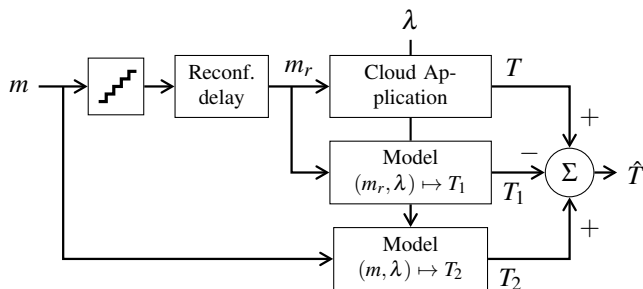 λ
m
Reconf.
delay
m_r
Cloud Ap-
plication
T
+
Model
(m_r, λ) ↦ T_1
−
T_1
Σ
T̂
Model
(m, λ) ↦ T_2
+
T_2